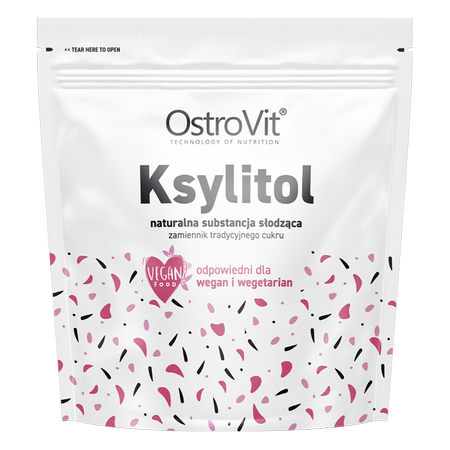 << TEAR HERE TO OPEN
OstroVit®
TECHNOLOGY OF NUTRITION
Ksylitol
naturalna substancja słodząca
zamiennik tradycyjnego cukru
VEGAN
FOOD
odpowiedni dla
wegan i wegetarian